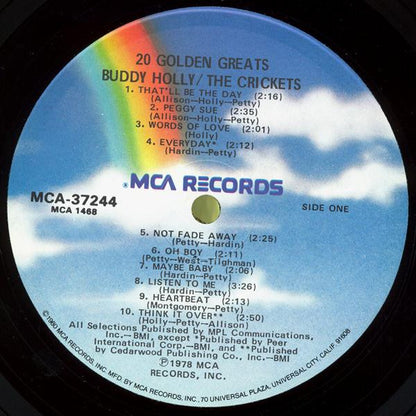 20 GOLDEN GREATS
BUDDY HOLLY/THE CRICKETS
1. THAT'LL BE THE DAY (2:16)
(Allison—Holly—Petty)
2. PEGGY SUE (2:35)
(Allison—Holly—Petty)
3. WORDS OF LOVE (2:01)
(Holly)
4. EVERYDAY* (2:12)
(Hardin—Petty)
MCA RECORDS
MCA-37244
MCA 1468
SIDE ONE
5. NOT FADE AWAY (2:25)
(Petty—Hardin)
6. OH BOY (2:11)
(Petty—West—Tilghman)
7. MAYBE BABY (2:06)
(Hardin—Petty)
8. LISTEN TO ME (3:26)
(Hardin—Petty)
9. HEARTBEAT (2:13)
(Montgomery—Petty)
10. THINK IT OVER** (2:50)
(Holly—Petty—Allison)
All Selections Published by MPL Communications,
Inc.—BMI, except *Published by Peer
International Corp.—BMI, and **Published by
Cedarwood Publishing Co., Inc.—BMI
℗1978 MCA
RECORDS, INC.
©1980 MCA RECORDS, INC. MFD BY MCA RECORDS, INC., 70 UNIVERSAL PLAZA, UNIVERSAL CITY, CALIF. 91608